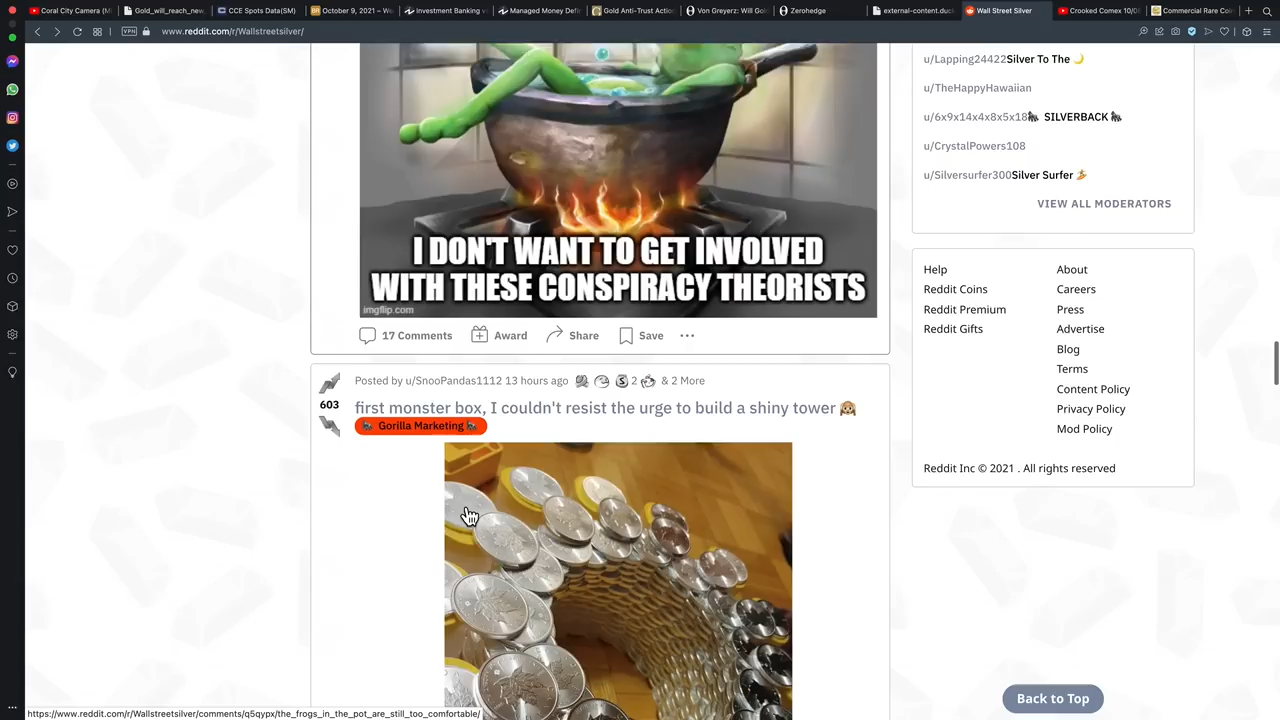 Coral City Camera (M
Gold_will_reach_new
CCE Spots Data(SM)
October 9, 2021 – We
Investment Banking v
Managed Money Defin
Gold Anti-Trust Action
Von Greyerz: Will Gol
Zerohedge
external-content.duck
Wall Street Silver
Crooked Comex 10/0
Commercial Rare Coi
VPN www.reddit.com/r/Wallstreetsilver/
I DON'T WANT TO GET INVOLVED
WITH THESE CONSPIRACY THEORISTS
imgflip.com
17 Comments Award Share Save
Posted by u/SnooPandas1112 13 hours ago 2 & 2 More
603
first monster box, I couldn't resist the urge to build a shiny tower 🙊
🦍 Gorilla Marketing 🦍
u/Lapping24422 Silver To The 🌙
u/TheHappyHawaiian
u/6x9x14x4x8x5x18 🦍 SILVERBACK 🦍
u/CrystalPowers108
u/Silversurfer300 Silver Surfer 🏄
VIEW ALL MODERATORS
Help
Reddit Coins
Reddit Premium
Reddit Gifts
About
Careers
Press
Advertise
Blog
Terms
Content Policy
Privacy Policy
Mod Policy
Reddit Inc © 2021 . All rights reserved
Back to Top
https://www.reddit.com/r/Wallstreetsilver/comments/q5qypx/the_frogs_in_the_pot_are_still_too_comfortable/